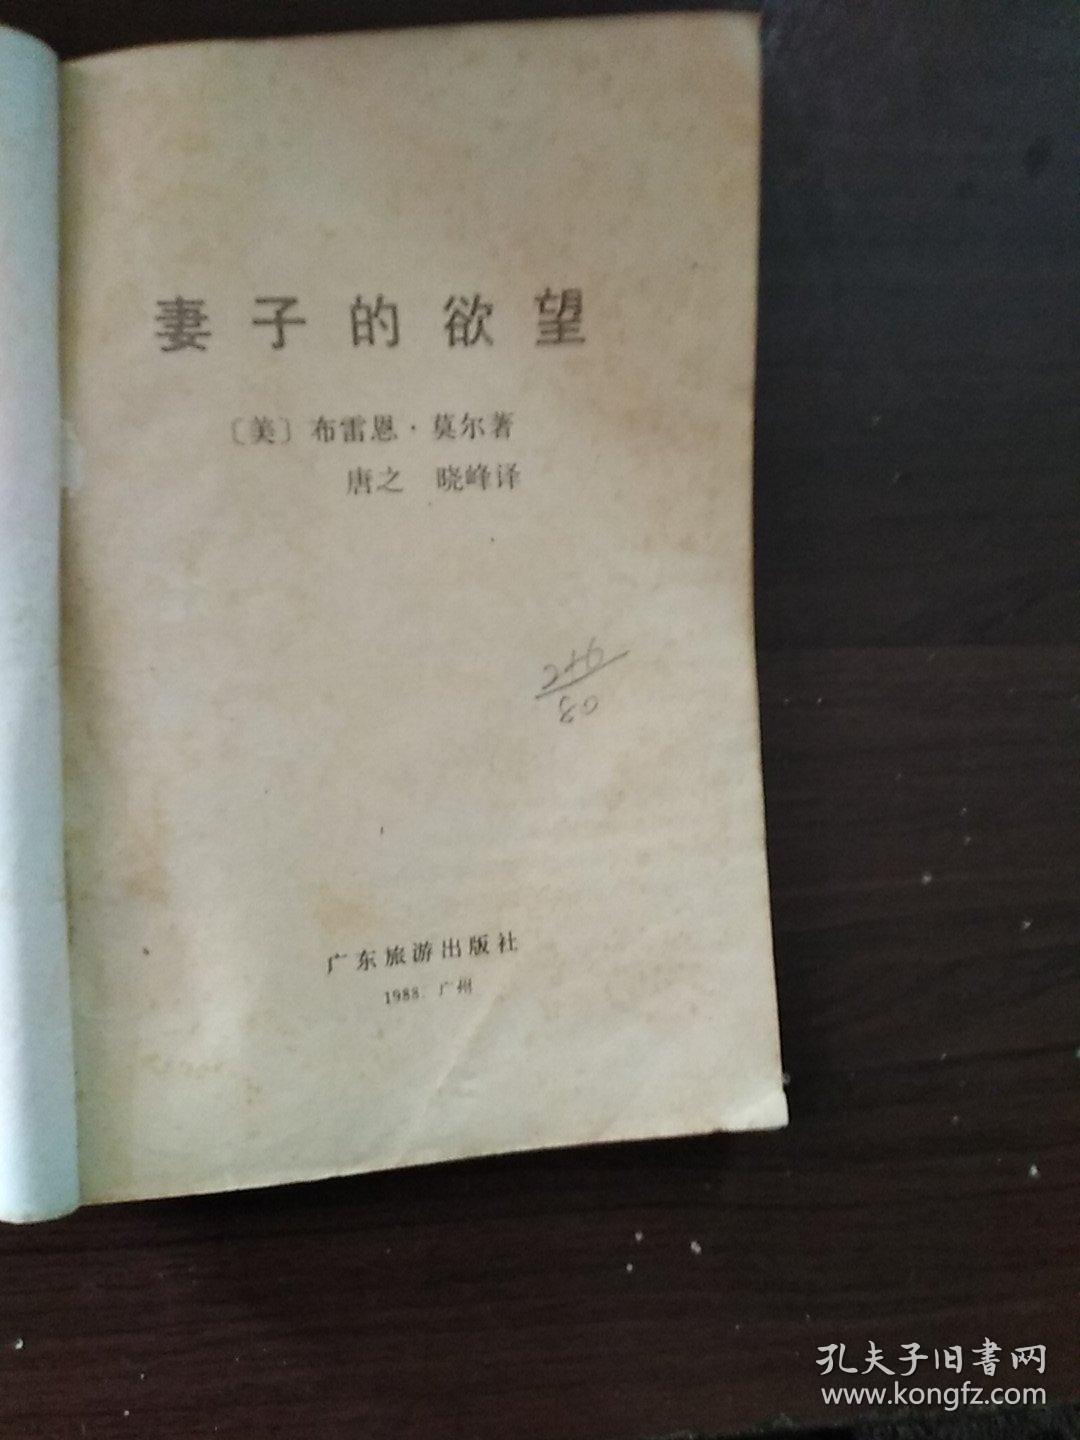 妻子的欲望
〔美〕布雷恩·莫尔著
唐之 晓峰译
广东旅游出版社
1988. 广州
孔夫子旧書网
www.kongfz.com